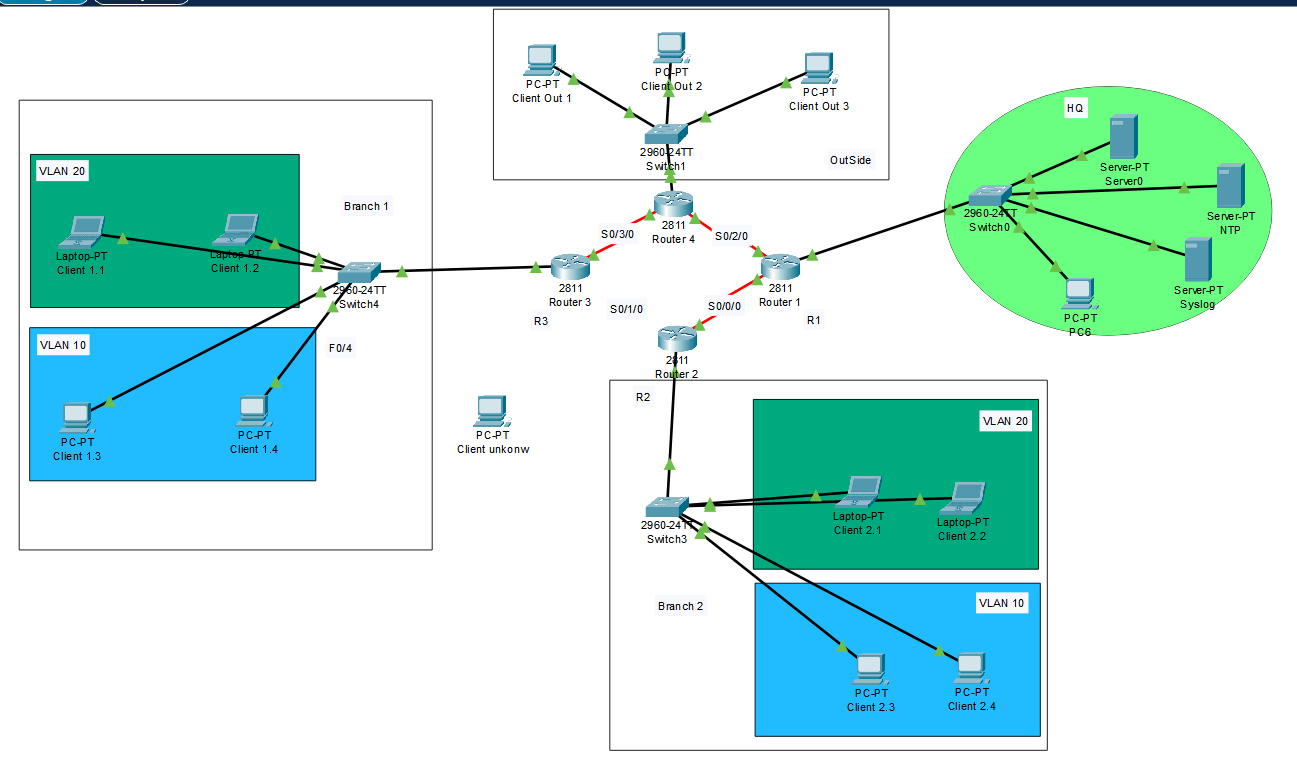 PC-PT
Client Out 1
PC-PT
Client Out 2
PC-PT
Client Out 3
2960-24TT
Switch1
OutSide
HQ
Server-PT
Server0
Server-PT
NTP
2960-24TT
Switch0
Server-PT
Syslog
PC-PT
PC6
VLAN 20
Branch 1
Laptop-PT
Client 1.1
Laptop-PT
Client 1.2
2960-24TT
Switch4
VLAN 10
F0/4
PC-PT
Client 1.3
PC-PT
Client 1.4
2811
Router 4
S0/3/0
S0/2/0
2811
Router 3
R3
S0/1/0
S0/0/0
2811
Router 1
R1
2811
Router 2
R2
PC-PT
Client unkonw
VLAN 20
2960-24TT
Switch3
Laptop-PT
Client 2.1
Laptop-PT
Client 2.2
Branch 2
VLAN 10
PC-PT
Client 2.3
PC-PT
Client 2.4